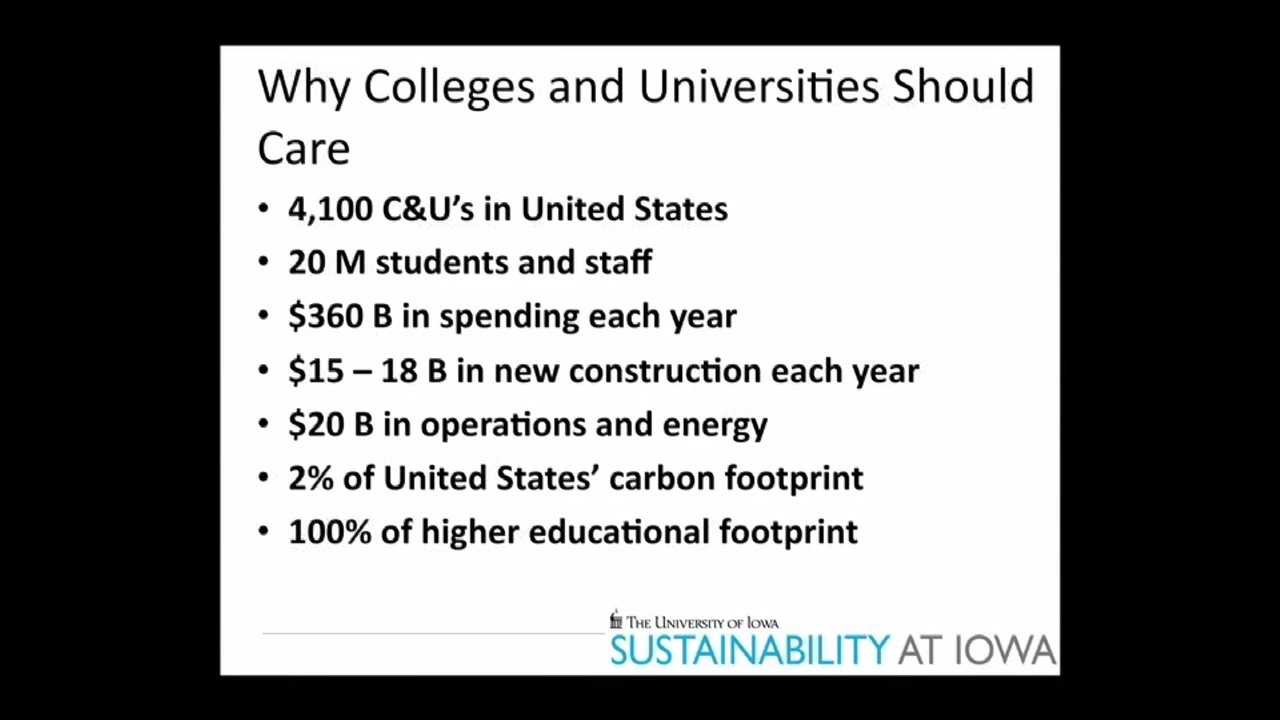 Why Colleges and Universities Should
Care
• 4,100 C&U’s in United States
• 20 M students and staff
• $360 B in spending each year
• $15 – 18 B in new construction each year
• $20 B in operations and energy
• 2% of United States’ carbon footprint
• 100% of higher educational footprint
THE UNIVERSITY OF IOWA
SUSTAINABILITY AT IOWA